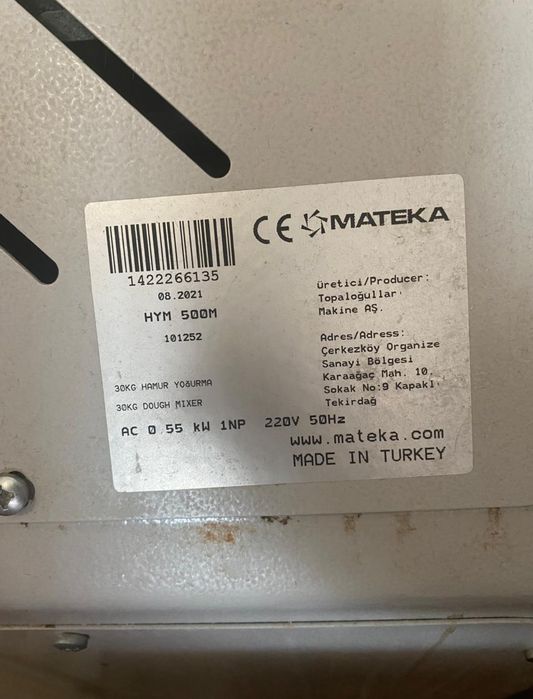 CE MATEKA
1422266135
08.2021
HYM 500M
101252
30KG HAMUR YOĞURMA
30KG DOUGH MIXER
AC 0.55 kW 1NP 220V 50Hz
üretici/Producer:
Topaloğullar
Makine AŞ.
Adres/Adress:
Çerkezköy Organize
Sanayi Bölgesi
Karaağaç Mah. 10.
Sokak No:9 Kapaklı
Tekirdağ
www.mateka.com
MADE IN TURKEY